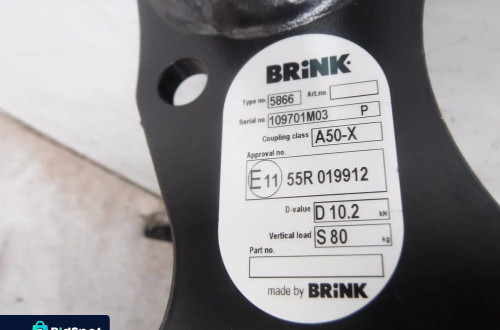 BRiNK.
Type no. 5866 Art.no.
Serial no. 109701M03 P
Coupling class A50-X
Approval no.
E11 55R 019912
D-value D 10.2 kN
Vertical load S 80 kg
Part no.
made by BRiNK
BidSpot